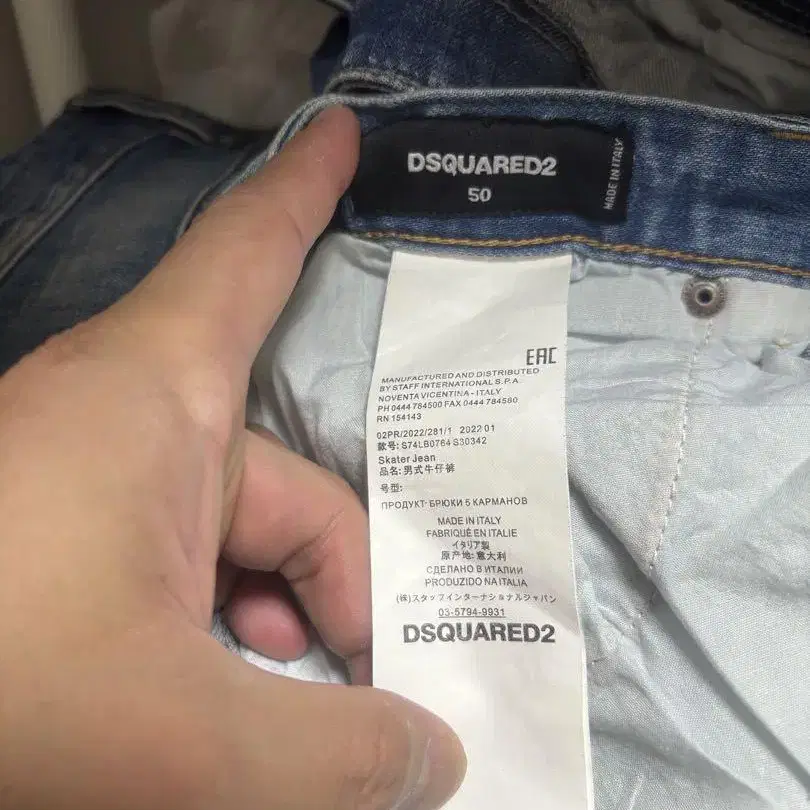 DSQUARED2
50
MADE IN ITALY
EAC
MANUFACTURED AND DISTRIBUTED
BY STAFF INTERNATIONAL S.P.A.
NOVENTA VICENTINA - ITALY
PH 0444 784500 FAX 0444 784580
RN 154143
02PR/2022/281/1 2022 01
款号: S74LB0764 S30342
Skater Jean
品名: 男式牛仔裤
号型:
ПРОДУКТ: БРЮКИ 5 КАРМАНОВ
MADE IN ITALY
FABRIQUÉ EN ITALIE
イタリア製
原产地: 意大利
СДЕЛАНО В ИТАЛИИ
PRODUZIDO NA ITALIA
(株)スタッフインターナショナルジャパン
03-5794-9931
DSQUARED2